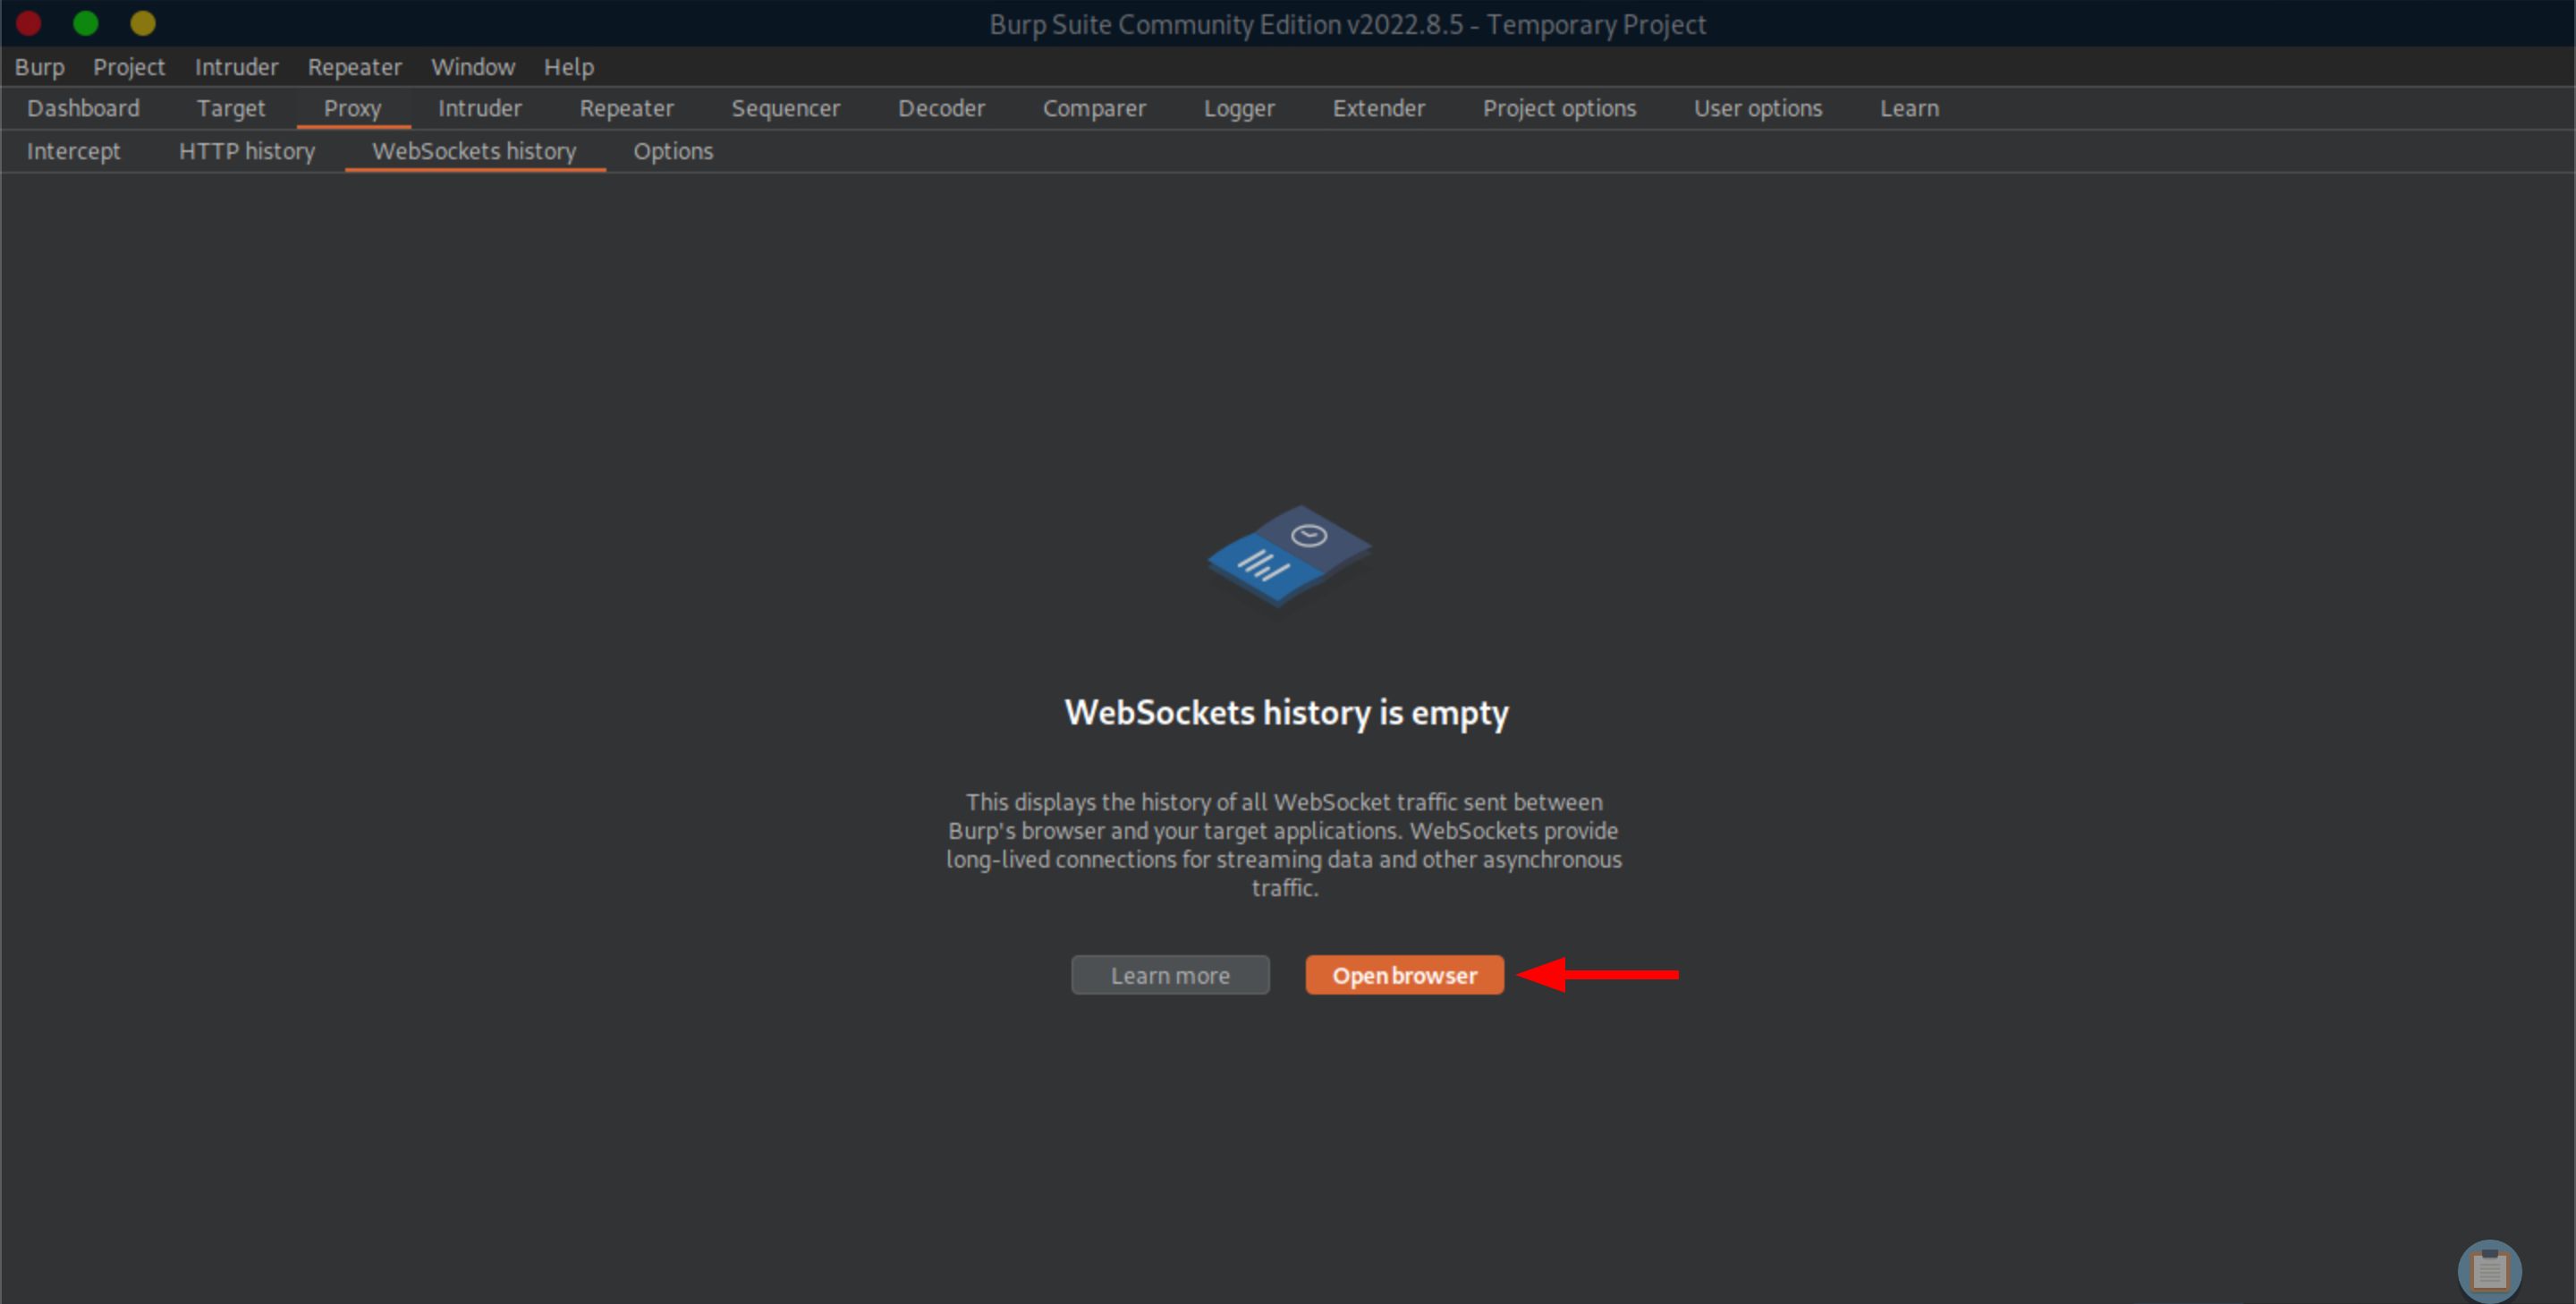 Burp Suite Community Edition v2022.8.5 - Temporary Project
Burp Project Intruder Repeater Window Help
Dashboard Target Proxy Intruder Repeater Sequencer Decoder Comparer Logger Extender Project options User options Learn
Intercept HTTP history WebSockets history Options
WebSockets history is empty
This displays the history of all WebSocket traffic sent between
Burp's browser and your target applications. WebSockets provide
long-lived connections for streaming data and other asynchronous
traffic.
Learn more Open browser